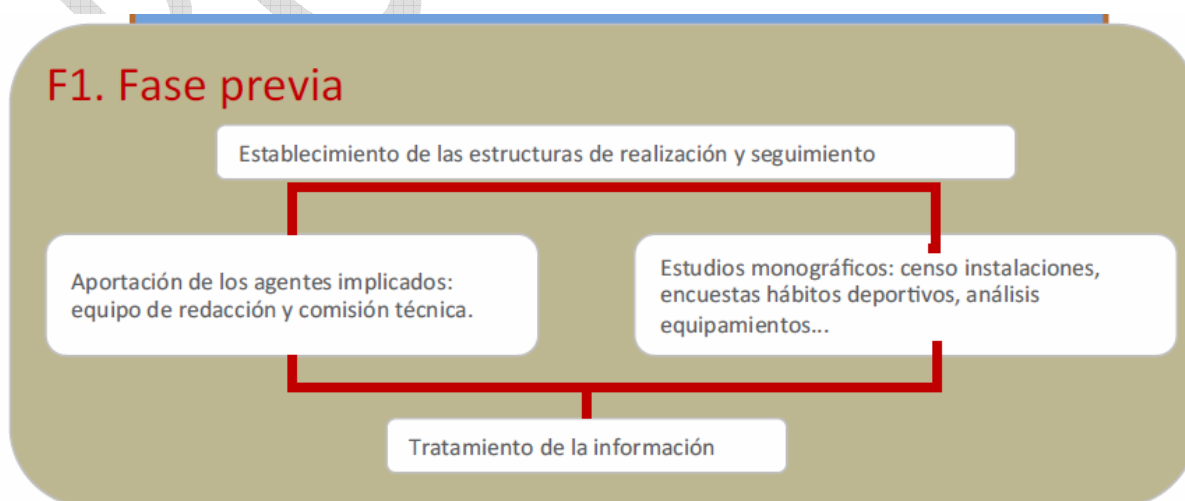 F1. Fase previa
Establecimiento de las estructuras de realización y seguimiento
Aportación de los agentes implicados:
equipo de redacción y comisión técnica.
Estudios monográficos: censo instalaciones,
encuestas hábitos deportivos, análisis
equipamientos...
Tratamiento de la información